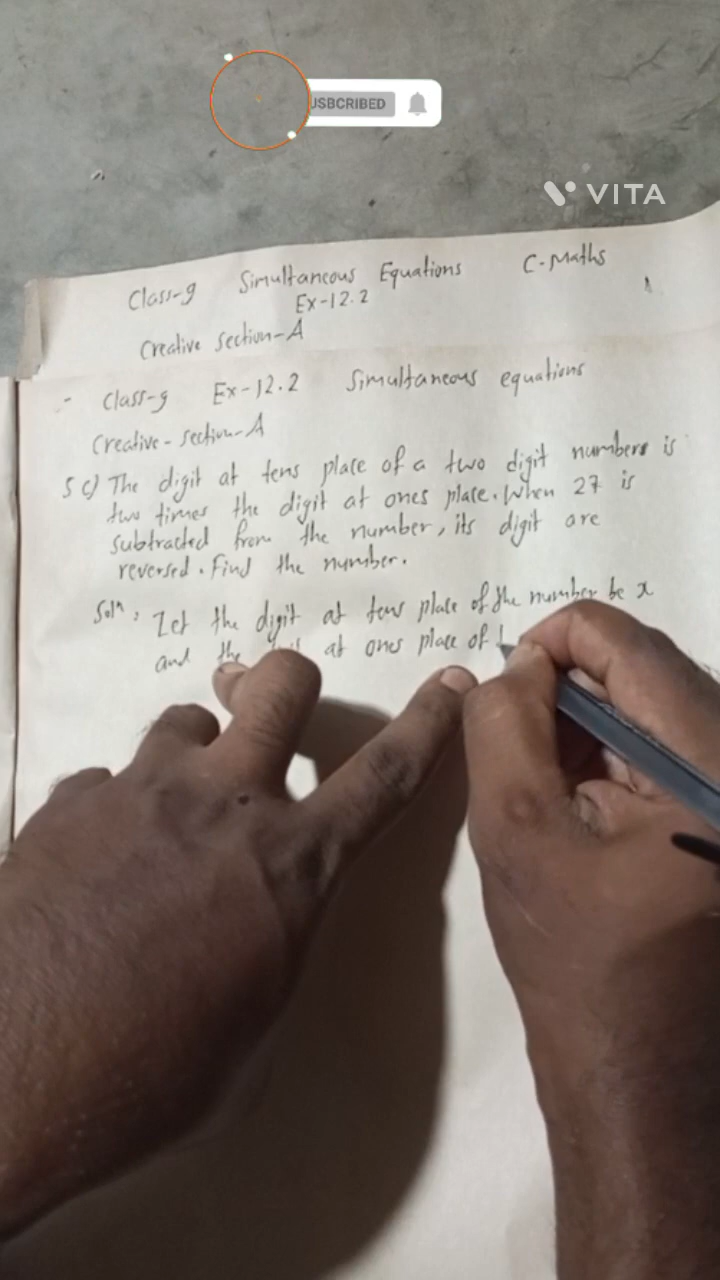 USBCRIBED
VITA
Class-9 Simultaneous Equations C-Maths
Ex-12.2
Creative Section-A
- Class-9 Ex-12.2 Simultaneous equations
Creative-section-A
5 c) The digit at tens place of a two digit numbers is
two times the digit at ones place. When 27 is
subtracted from the number, its digit are
reversed. Find the number.
Solⁿ: Let the digit at tens place of the number be x
and the at ones place of